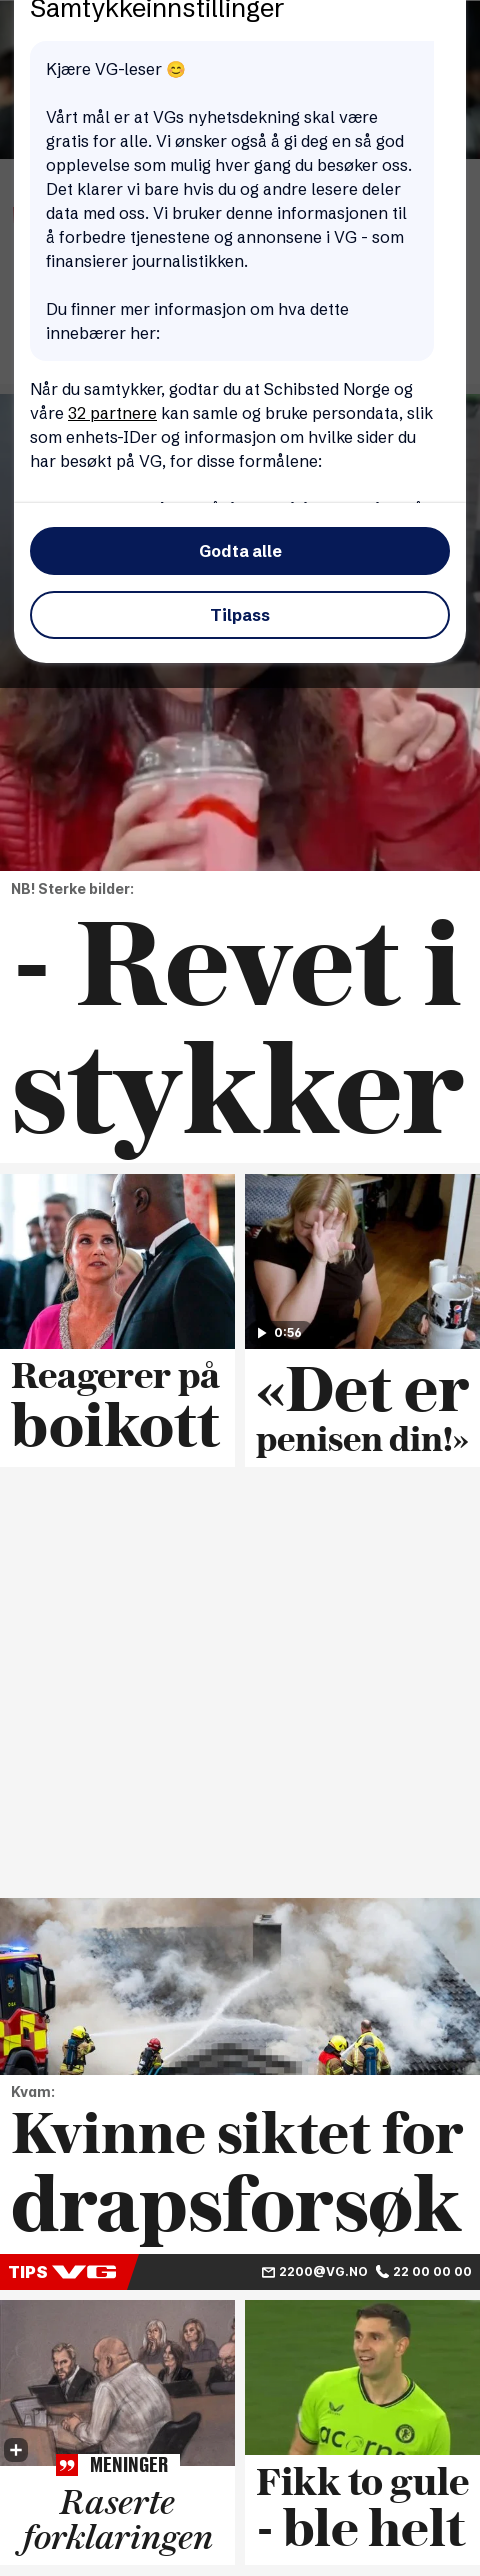 Samtykkeinnstillinger
Kjære VG-leser 😊
Vårt mål er at VGs nyhetsdekning skal være
gratis for alle. Vi ønsker også å gi deg en så god
opplevelse som mulig hver gang du besøker oss.
Det klarer vi bare hvis du og andre lesere deler
data med oss. Vi bruker denne informasjonen til
å forbedre tjenestene og annonsene i VG - som
finansierer journalistikken.
Du finner mer informasjon om hva dette
innebærer her:
Når du samtykker, godtar du at Schibsted Norge og
våre 32 partnere kan samle og bruke persondata, slik
som enhets-IDer og informasjon om hvilke sider du
har besøkt på VG, for disse formålene:
Godta alle
Tilpass
NB! Sterke bilder:
- Revet i
stykker
Reagerer på
boikott
0:56
«Det er
penisen din!»
Kvam:
Kvinne siktet for
drapsforsøk
TIPS VG
2200@VG.NO 22 00 00 00
MENINGER
Raserte
forklaringen
acorns
Fikk to gule
- ble helt